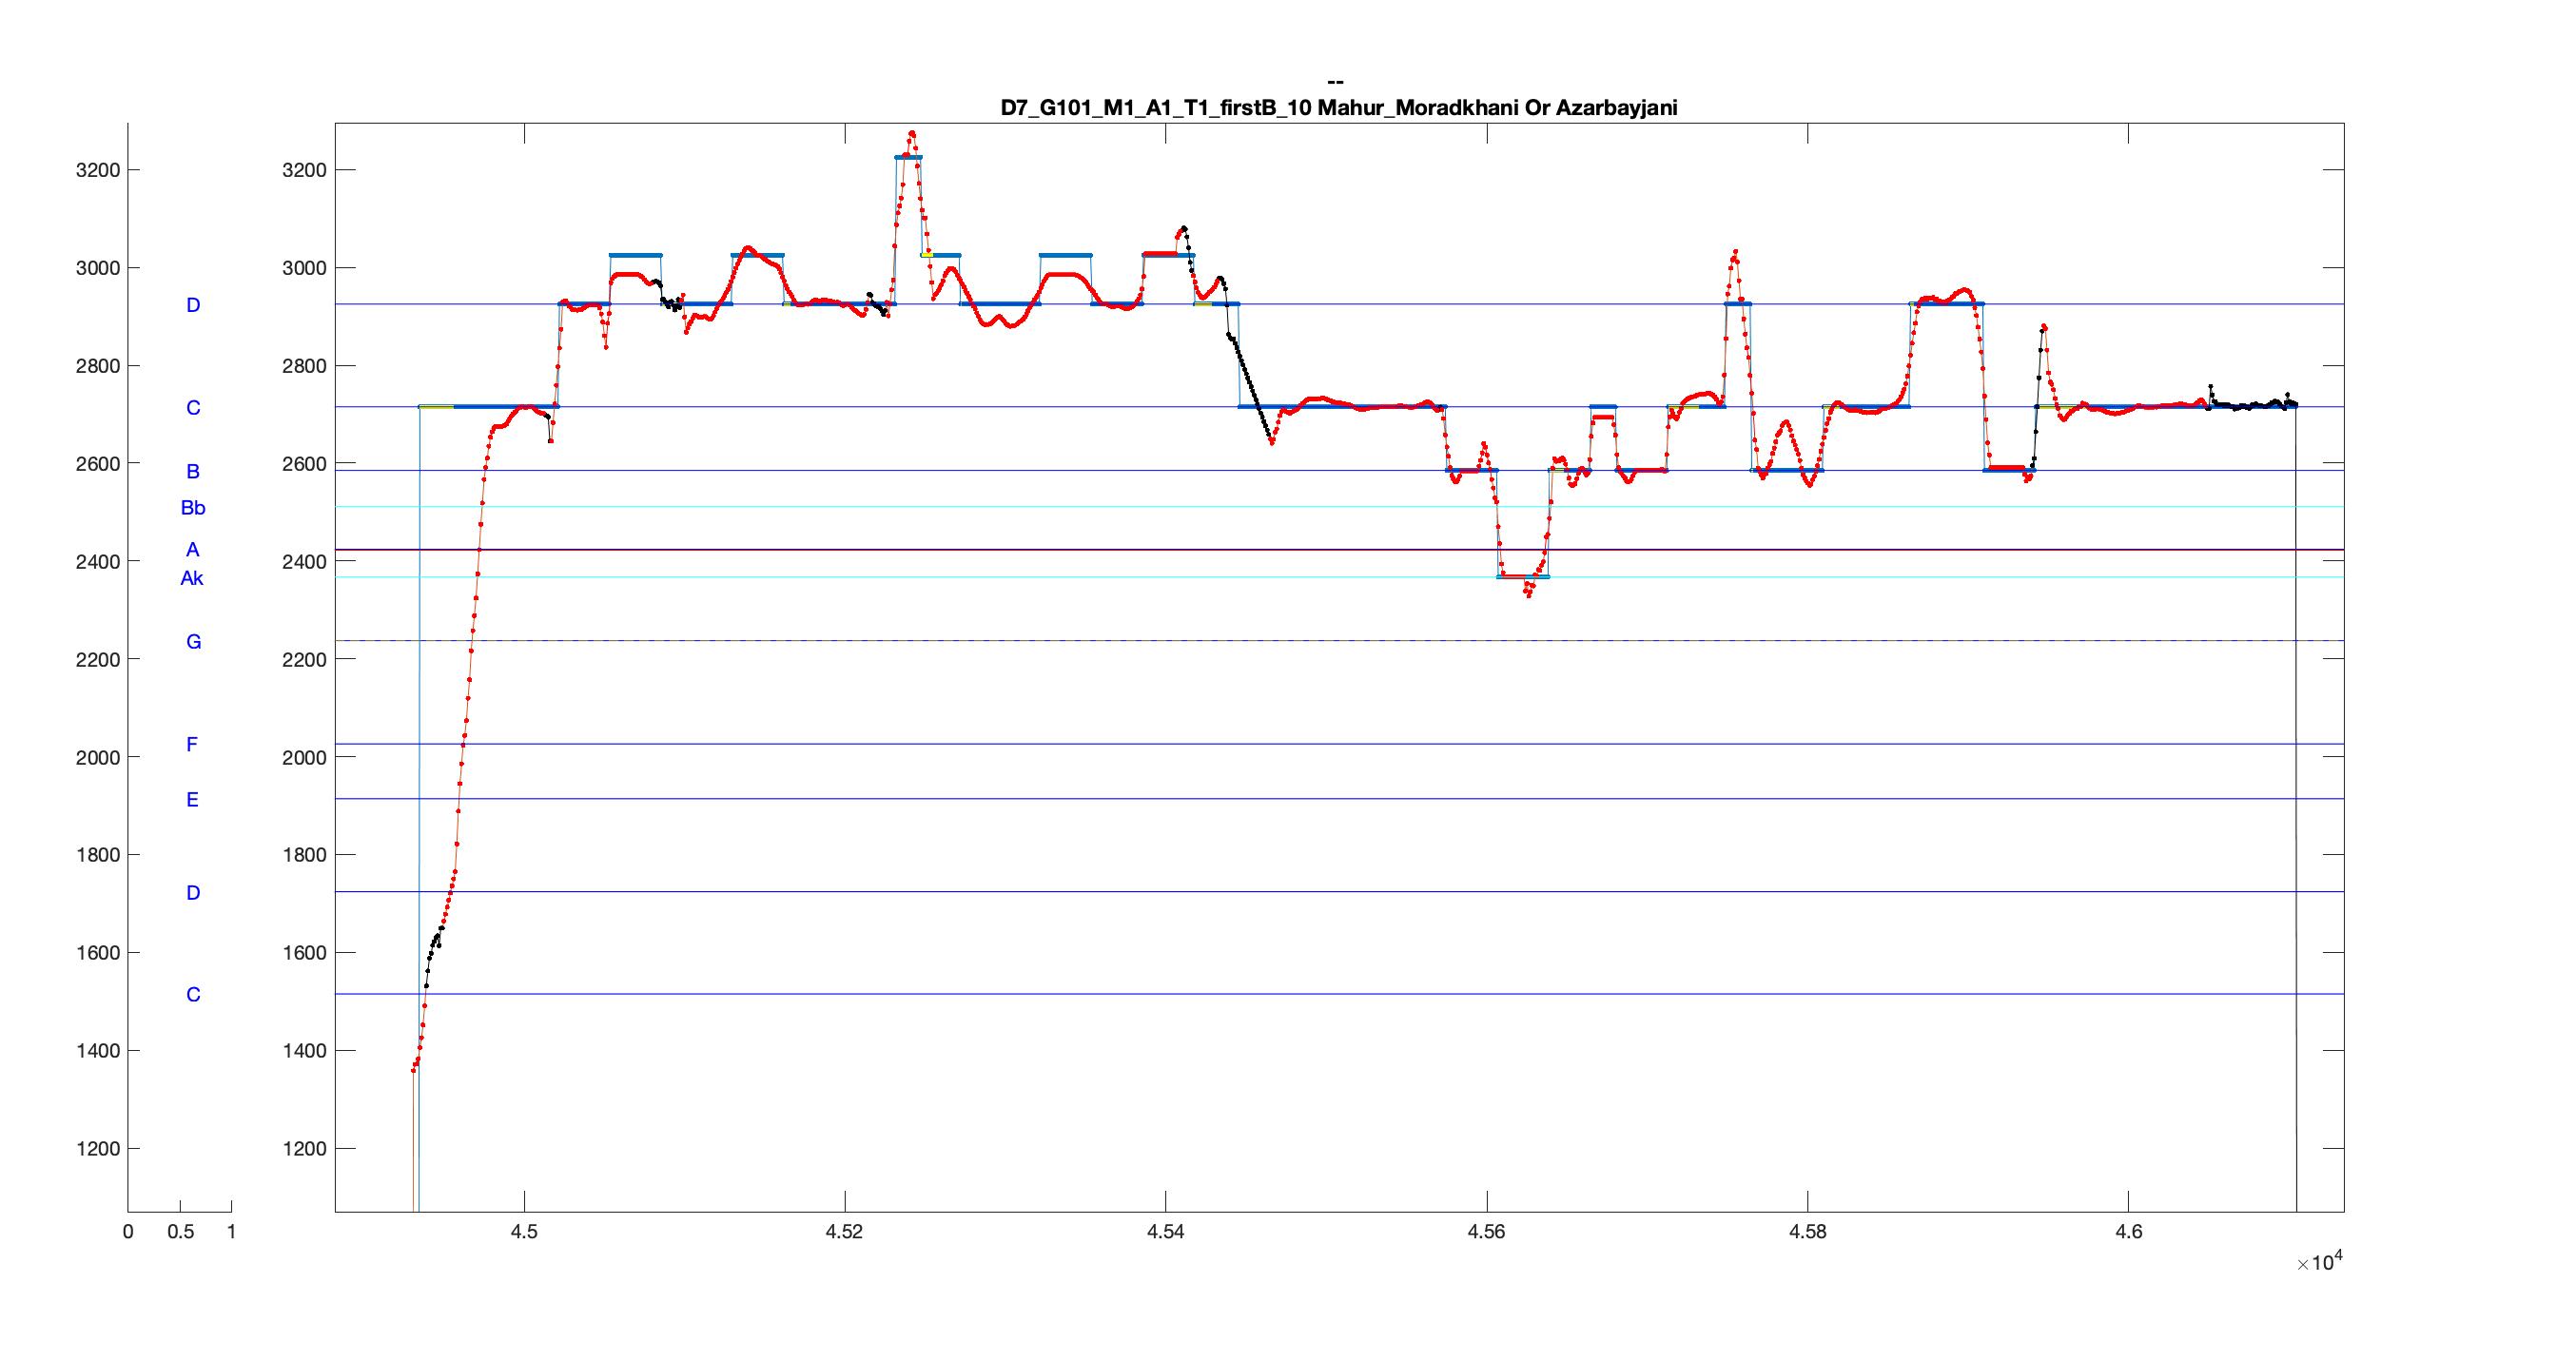 --
D7_G101_M1_A1_T1_firstB_10 Mahur_Moradkhani Or Azarbayjani
3200 3200
3000 3000
D
2800 2800
C
2600 2600
B
Bb
A
2400 2400
Ak
G
2200 2200
F
2000 2000
E
1800 1800
D
1600 1600
C
1400 1400
1200 1200
0 0.5 1 4.5 4.52 4.54 4.56 4.58 4.6
×10⁴